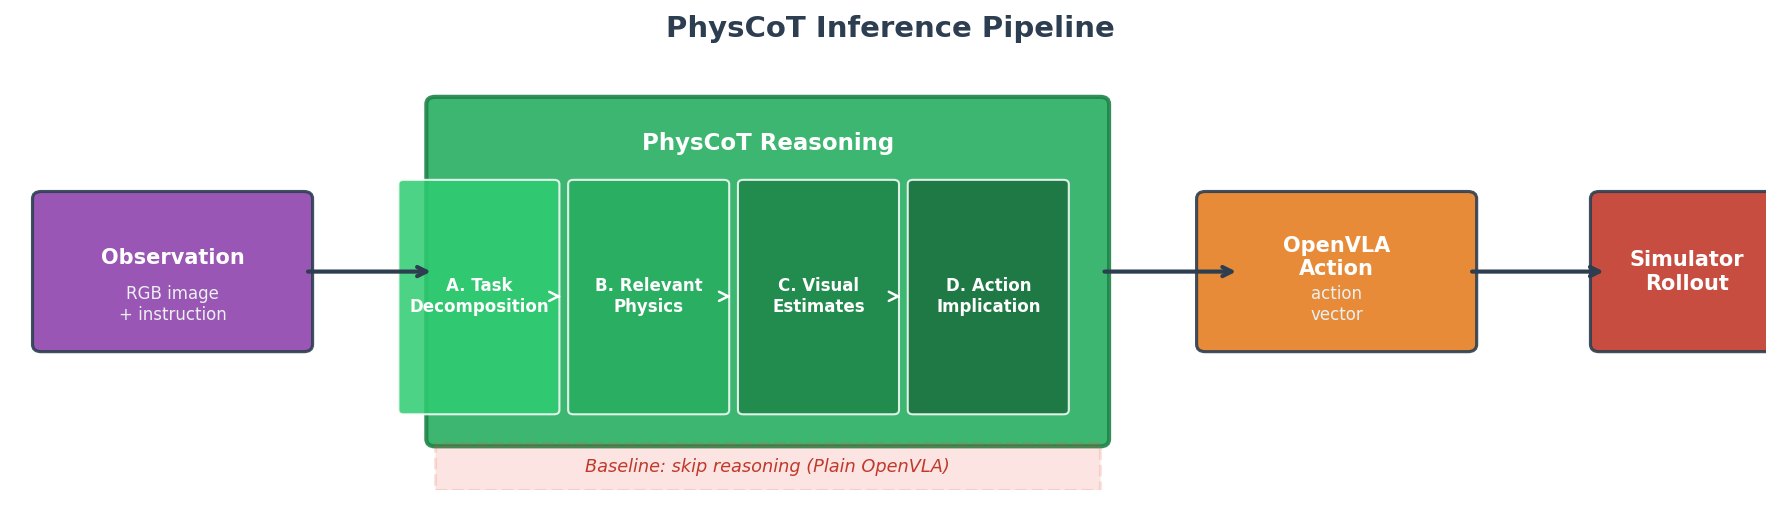 PhysCoT Inference Pipeline
Observation
RGB image
+ instruction
PhysCoT Reasoning
A. Task
Decomposition
B. Relevant
Physics
C. Visual
Estimates
D. Action
Implication
OpenVLA
Action
action
vector
Simulator
Rollout
Baseline: skip reasoning (Plain OpenVLA)